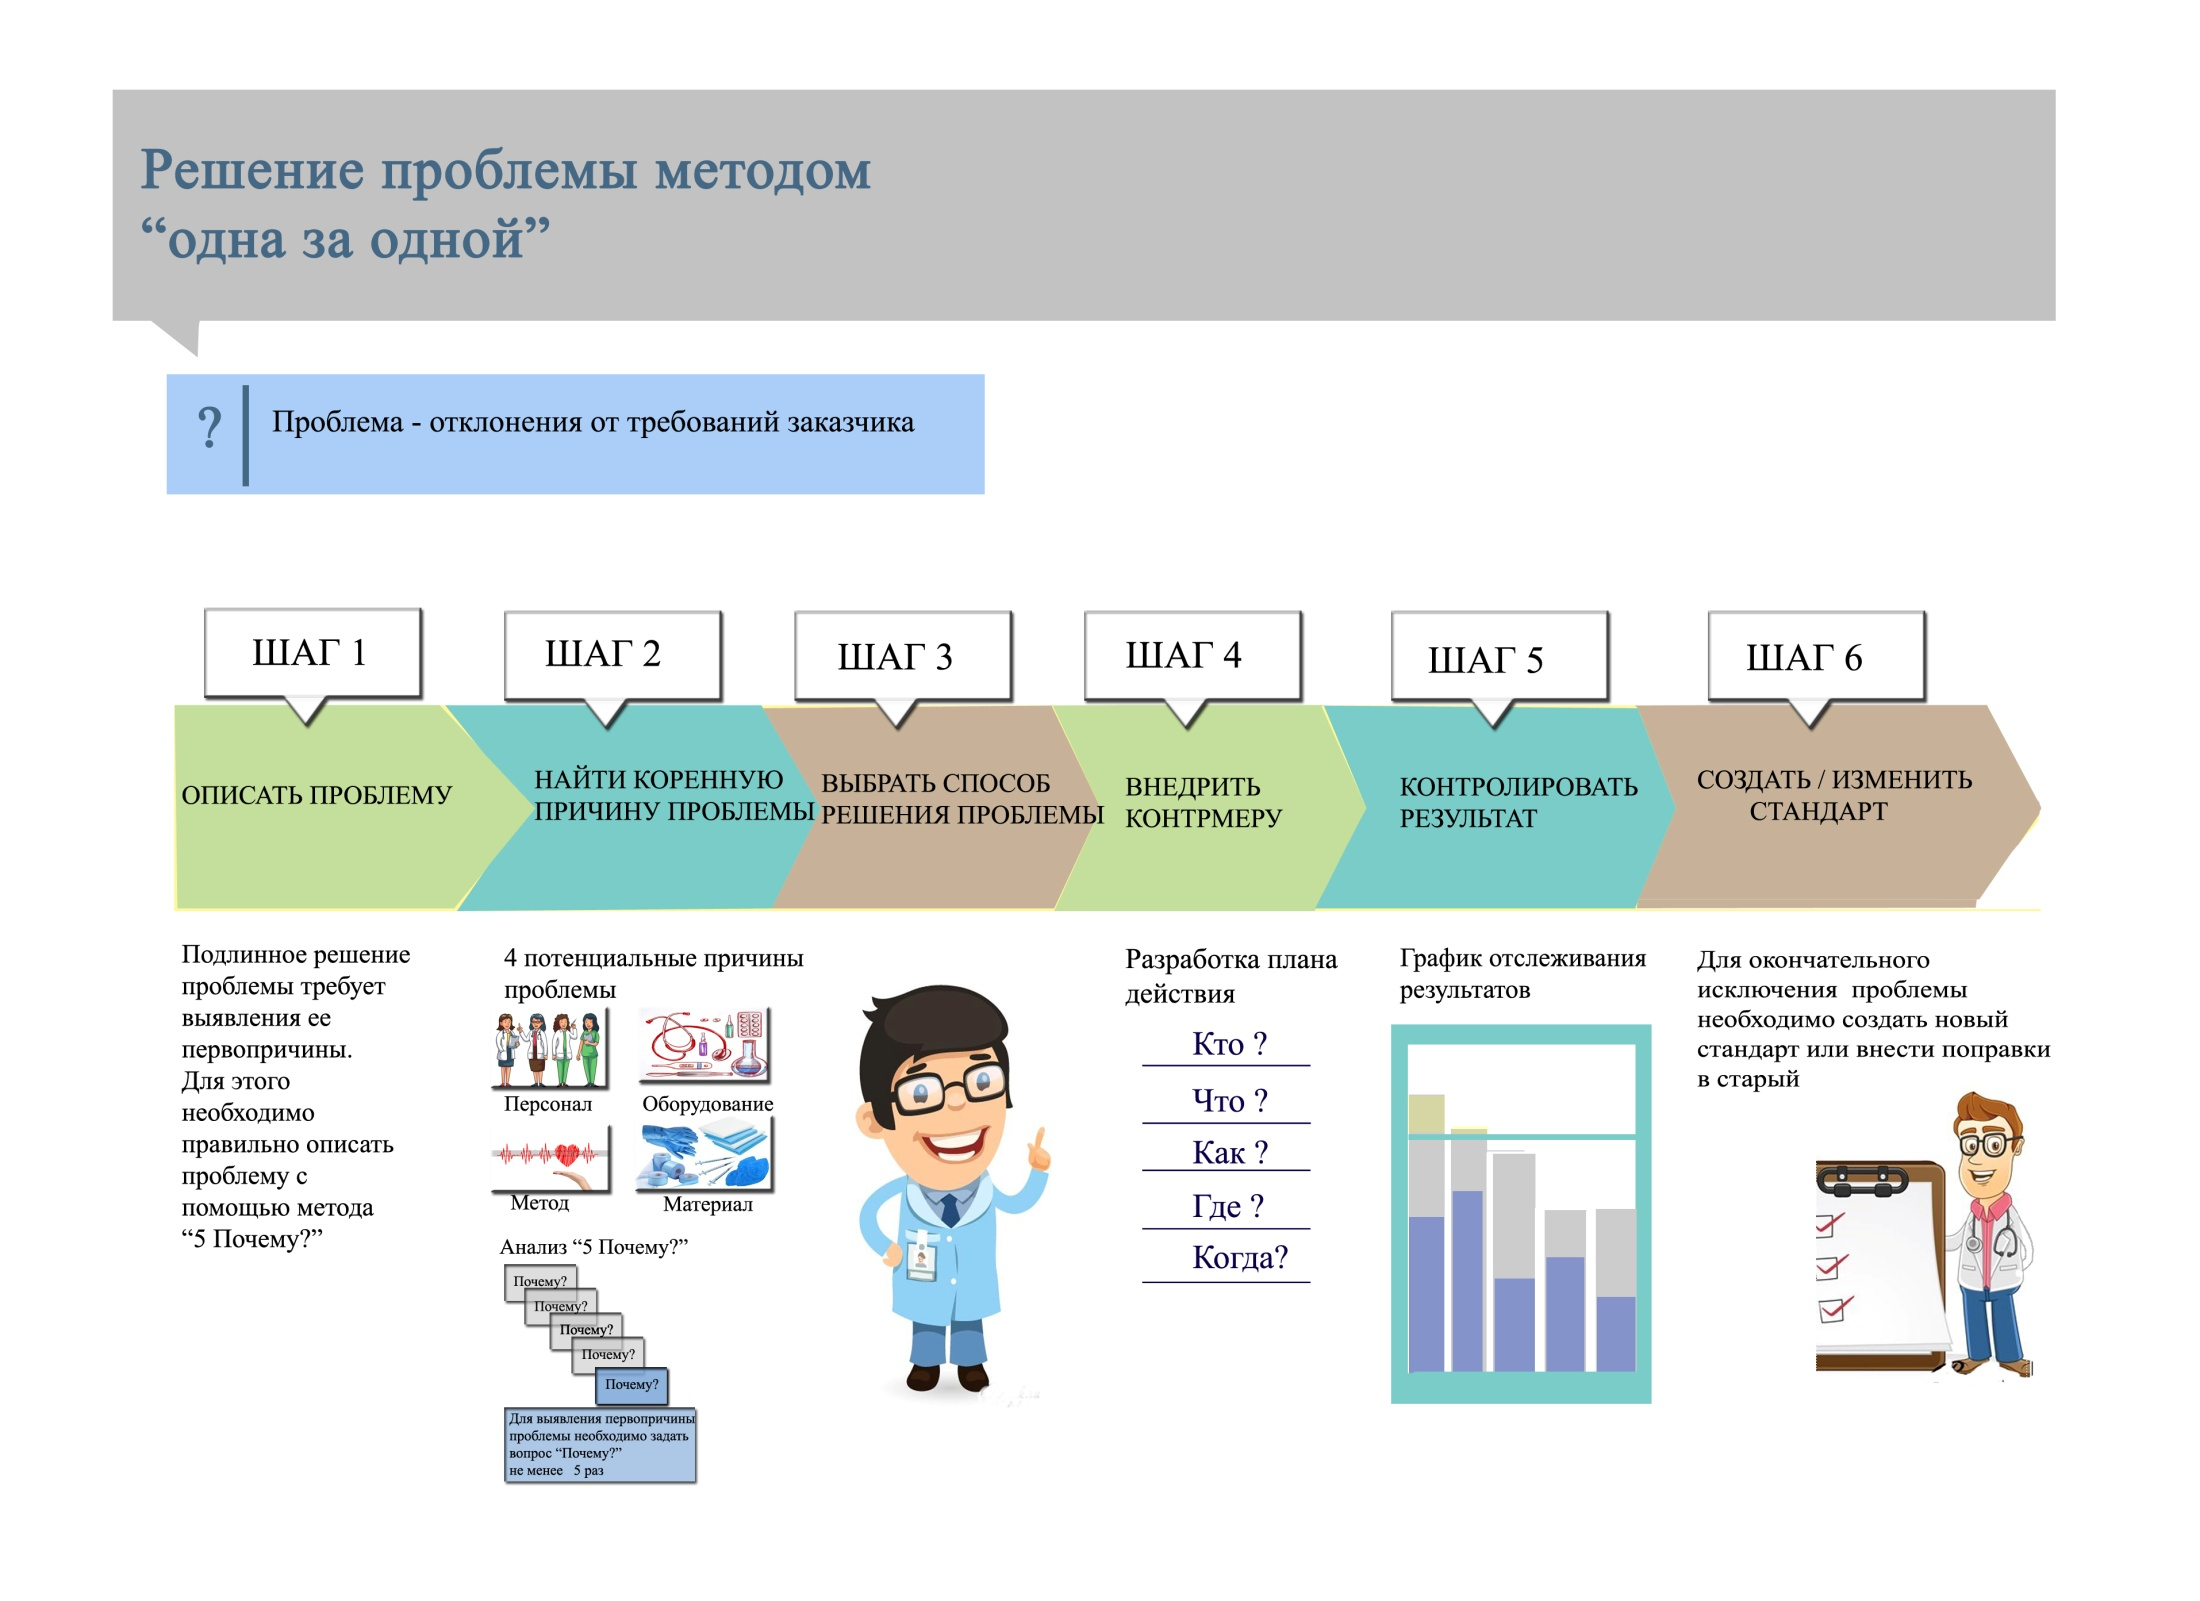 Решение проблемы методом
“одна за одной”
?
Проблема - отклонения от требований заказчика
ШАГ 1
ШАГ 2
ШАГ 3
ШАГ 4
ШАГ 5
ШАГ 6
ОПИСАТЬ ПРОБЛЕМУ
НАЙТИ КОРЕННУЮ
ПРИЧИНУ ПРОБЛЕМЫ
ВЫБРАТЬ СПОСОБ
РЕШЕНИЯ ПРОБЛЕМЫ
ВНЕДРИТЬ
КОНТРМЕРУ
КОНТРОЛИРОВАТЬ
РЕЗУЛЬТАТ
СОЗДАТЬ / ИЗМЕНИТЬ
СТАНДАРТ
Подлинное решение
проблемы требует
выявления ее
первопричины.
Для этого
необходимо
правильно описать
проблему с
помощью метода
“5 Почему?”
4 потенциальные причины
проблемы
Персонал
Оборудование
Метод
Материал
Анализ “5 Почему?”
Почему?
Почему?
Почему?
Почему?
Почему?
Для выявления первопричины
проблемы необходимо задать
вопрос “Почему?”
не менее 5 раз
Разработка плана
действия
Кто ?
Что ?
Как ?
Где ?
Когда?
График отслеживания
результатов
Для окончательного
исключения проблемы
необходимо создать новый
стандарт или внести поправки
в старый